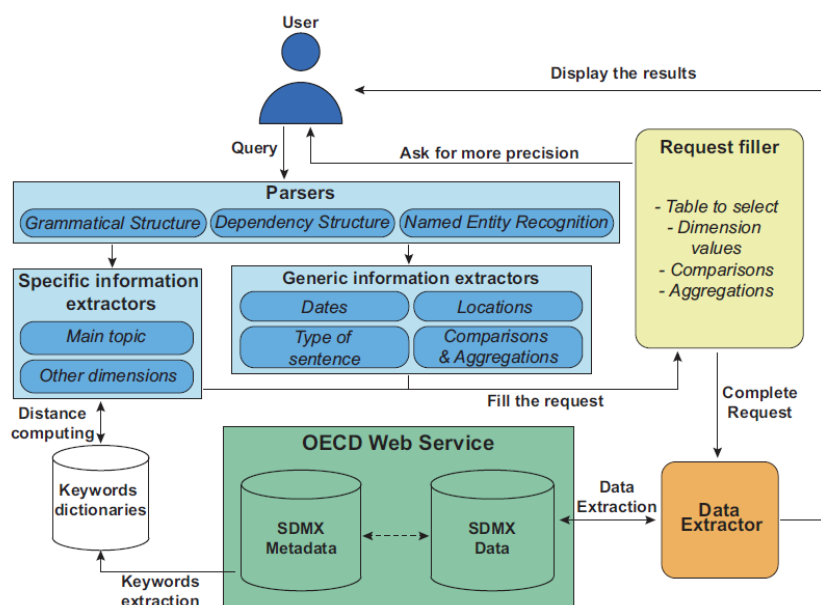 User
Display the results
Query
Ask for more precision
Request filler
- Table to select
- Dimension
values
- Comparisons
- Aggregations
Parsers
Grammatical Structure
Dependency Structure
Named Entity Recognition
Specific information
extractors
Main topic
Other dimensions
Generic information extractors
Dates
Locations
Type of
sentence
Comparisons
& Aggregations
Fill the request
Complete
Request
Distance
computing
Keywords
dictionaries
OECD Web Service
SDMX
Metadata
SDMX
Data
Data
Extraction
Data
Extractor
Keywords
extraction